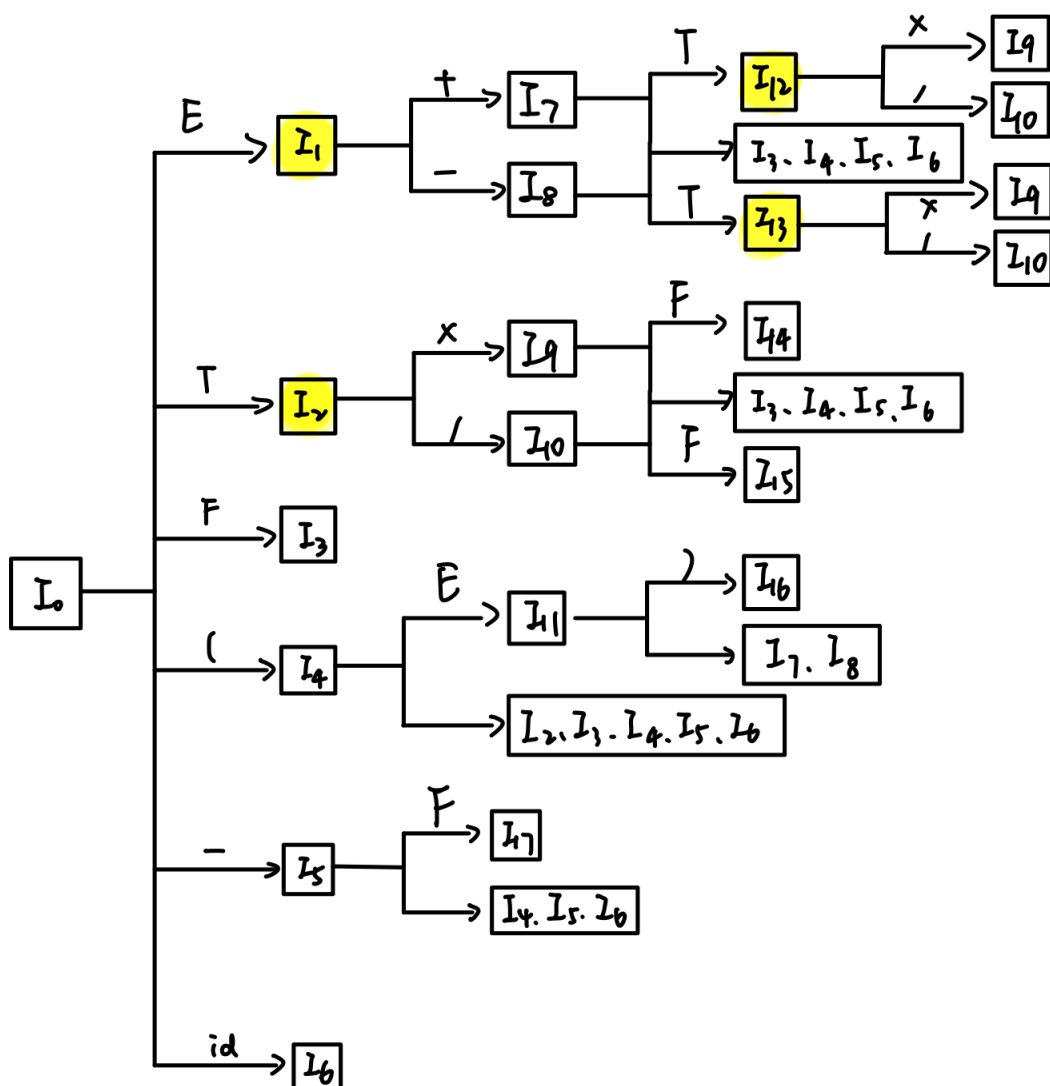 T I12 × I9
E I1 + I7 / I10
I3、I4、I5、I6
− I8 T I13 × I9
/ I10
F I14
T I2 × I9 I3、I4、I5、I6
/ I10 F I15
F I3
I0 E I11 ) I16
( I4 I7、I8
I2、I3、I4、I5、I6
F I17
− I5 I4、I5、I6
id I6